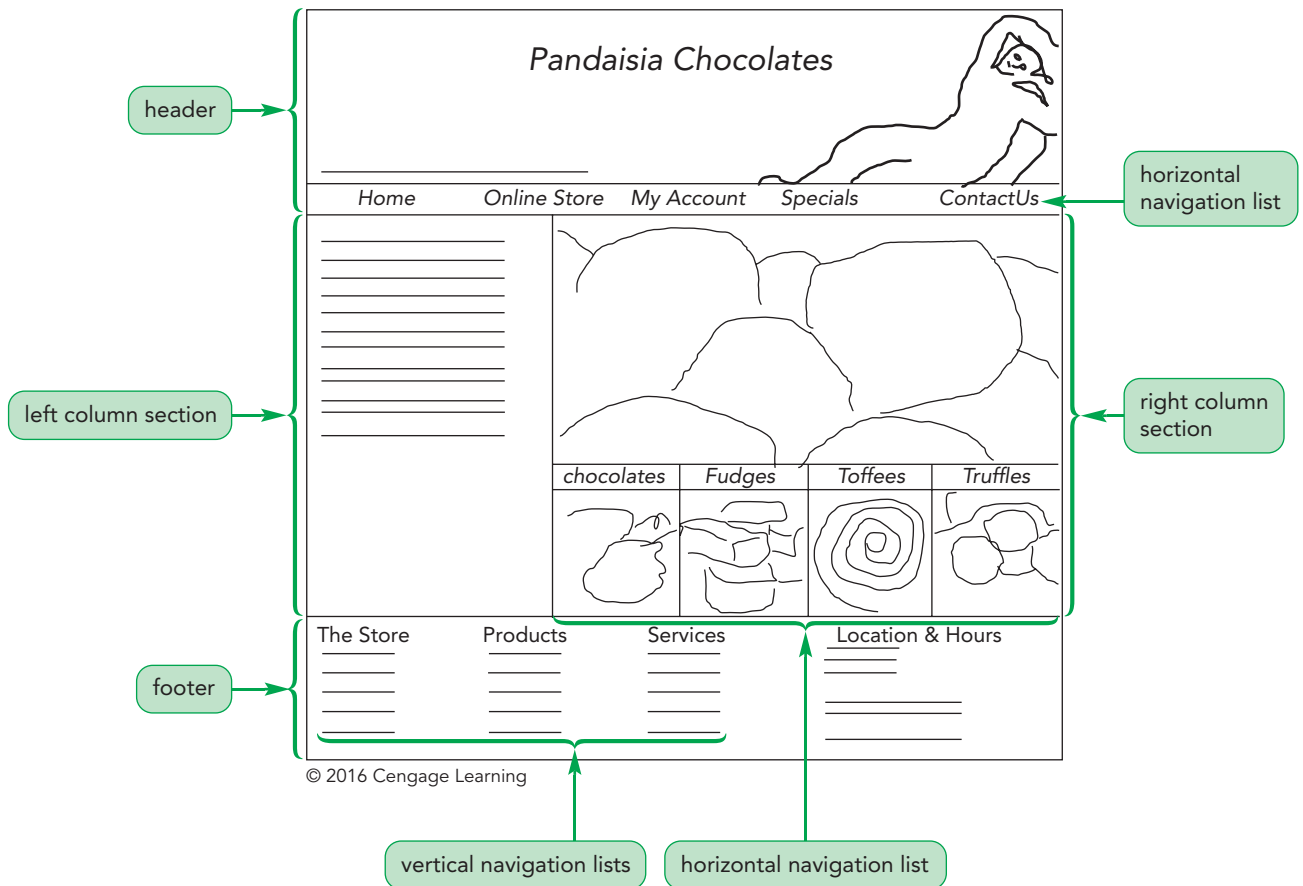 Pandaisia Chocolates
header
horizontal
navigation list
Home Online Store My Account Specials ContactUs
left column section
right column
section
chocolates Fudges Toffees Truffles
The Store Products Services Location & Hours
footer
© 2016 Cengage Learning
vertical navigation lists
horizontal navigation list